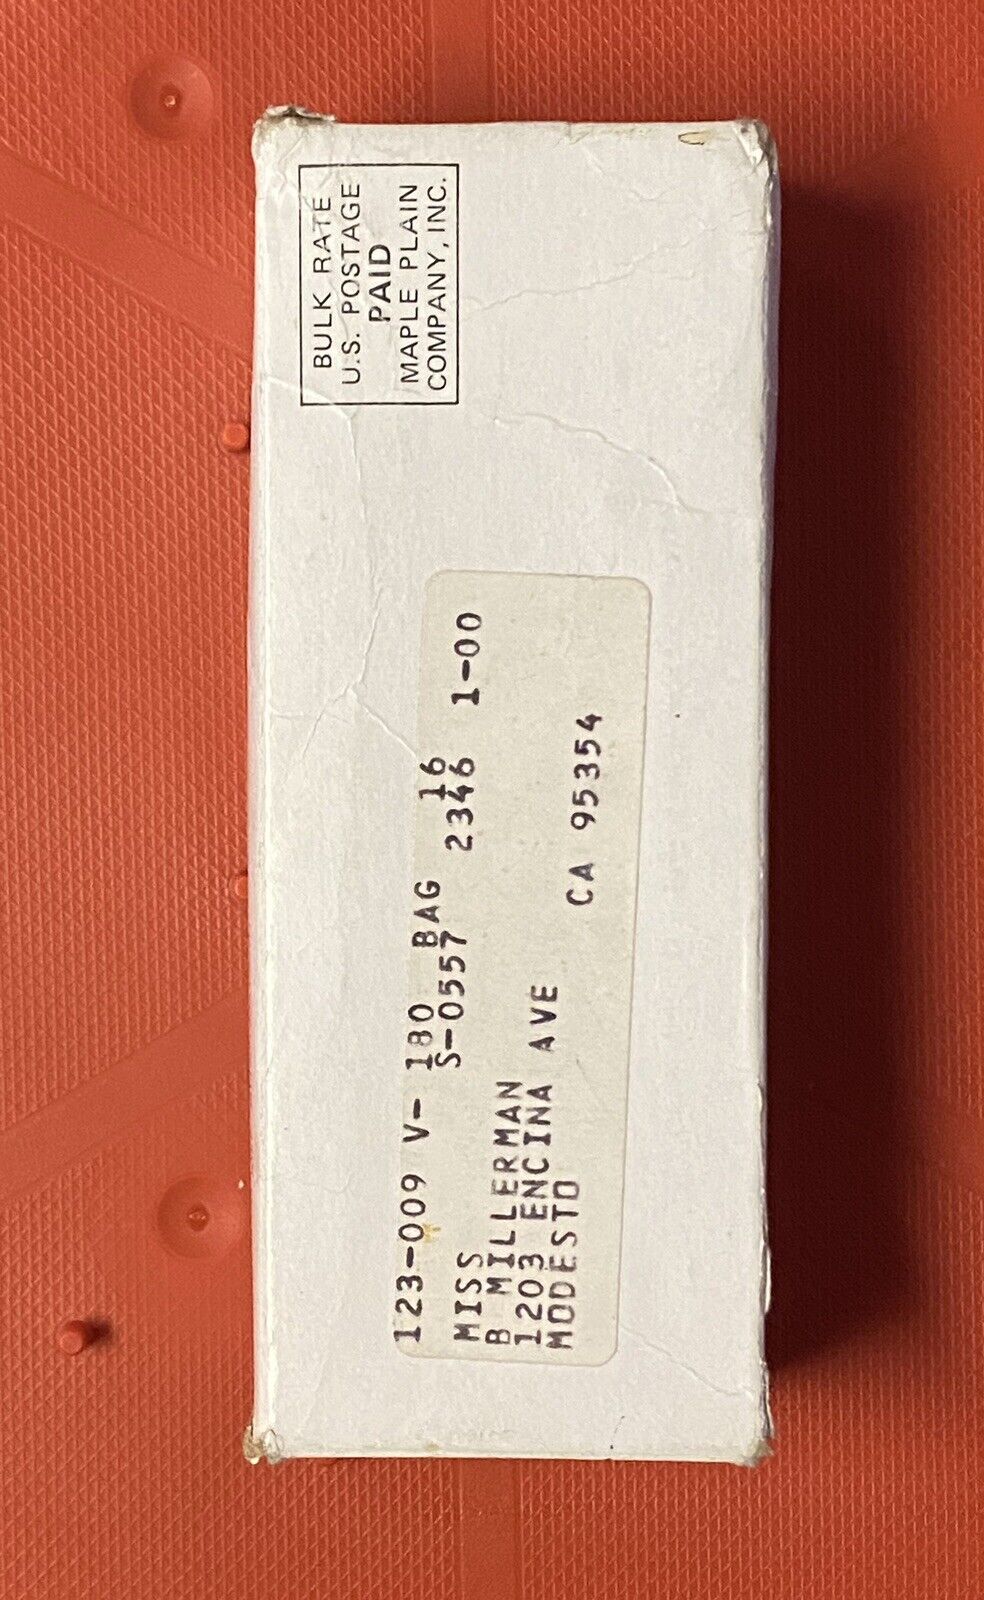 BULK RATE
U.S. POSTAGE
PAID
MAPLE PLAIN
COMPANY, INC.
123-009 V- 180 BAG 16
S-0557 2346 1-00
MISS
B MILLERMAN
1203 ENCINA AVE
MODESTO CA 95354